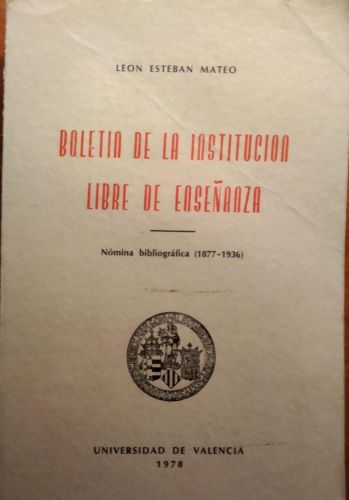 LEON ESTEBAN MATEO
BOLETIN DE LA INSTITUCION
LIBRE DE ENSEÑANZA
Nómina bibliográfica (1877-1936)
UNIVERSIDAD DE VALENCIA
1978